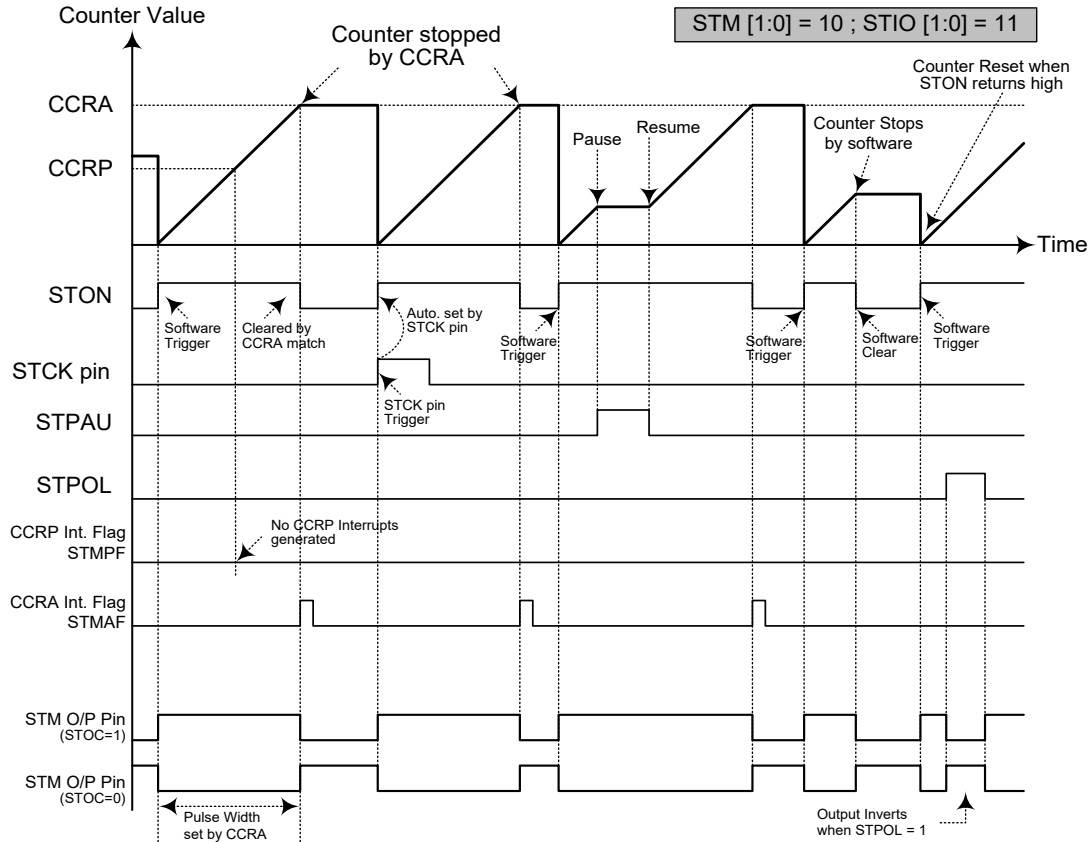 Counter Value
STM [1:0] = 10 ; STIO [1:0] = 11
Counter stopped
by CCRA
Counter Reset when
STON returns high
CCRA
Pause
Resume
Counter Stops
by software
CCRP
Time
STON
Software
Trigger
Cleared by
CCRA match
Auto. set by
STCK pin
Software
Trigger
Software
Trigger
Software
Clear
Software
Trigger
STCK pin
STCK pin
Trigger
STPAU
STPOL
CCRP Int. Flag
STMPF
No CCRP Interrupts
generated
CCRA Int. Flag
STMAF
STM O/P Pin
(STOC=1)
STM O/P Pin
(STOC=0)
Pulse Width
set by CCRA
Output Inverts
when STPOL = 1